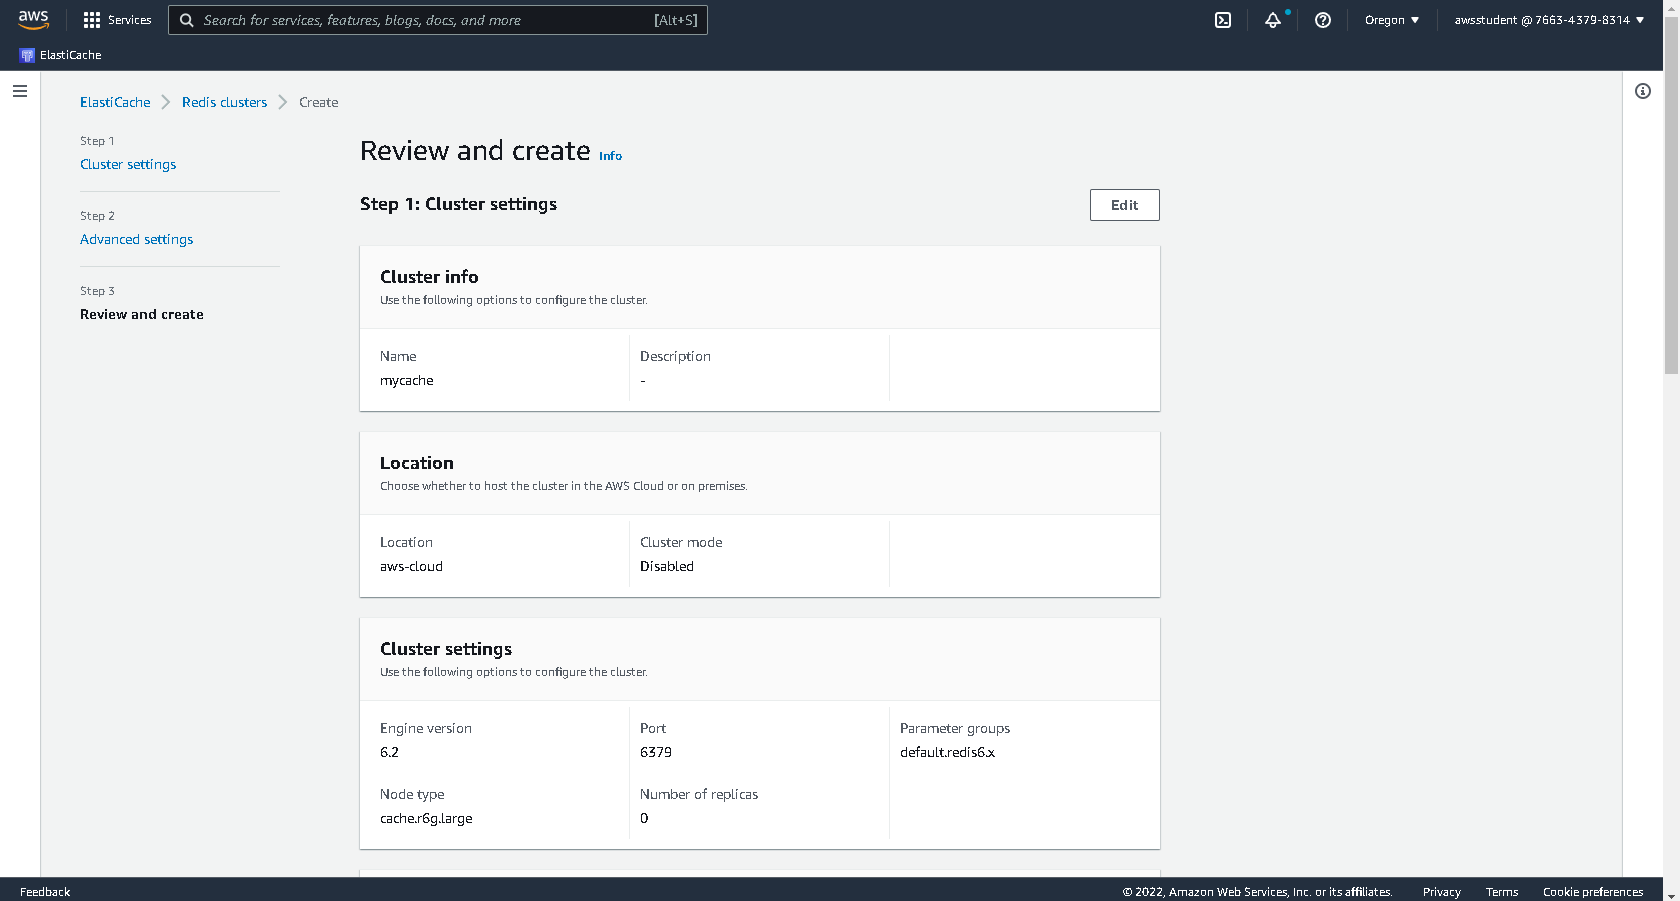 aws
Services
Search for services, features, blogs, docs, and more
[Alt+S]
Oregon ▼
awsstudent @ 7663-4379-8314 ▼
ElastiCache
ElastiCache > Redis clusters > Create
Step 1
Cluster settings
Step 2
Advanced settings
Step 3
Review and create
Review and create Info
Step 1: Cluster settings
Edit
Cluster info
Use the following options to configure the cluster.
Name
mycache
Description
-
Location
Choose whether to host the cluster in the AWS Cloud or on premises.
Location
aws-cloud
Cluster mode
Disabled
Cluster settings
Use the following options to configure the cluster.
Engine version
6.2
Port
6379
Parameter groups
default.redis6.x
Node type
cache.r6g.large
Number of replicas
0
Feedback
© 2022, Amazon Web Services, Inc. or its affiliates.
Privacy
Terms
Cookie preferences